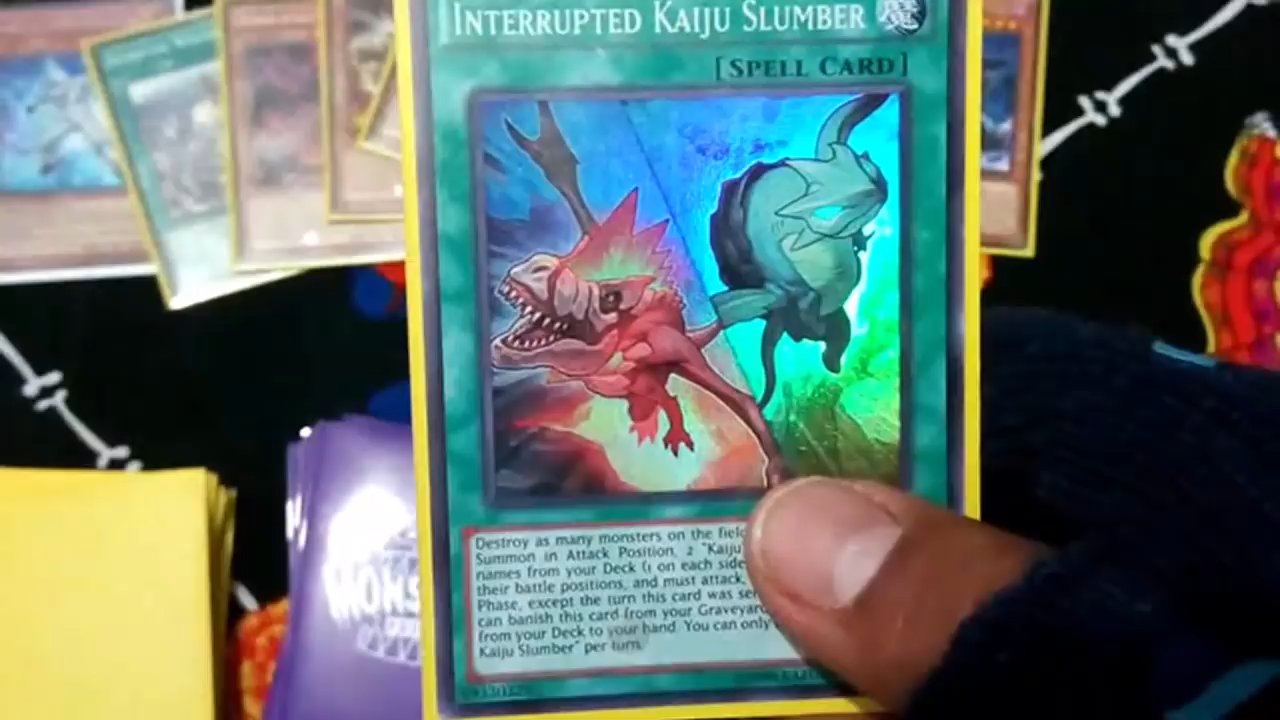 INTERRUPTED KAIJU SLUMBER
[SPELL CARD]
Destroy as many monsters on the field
Summon in Attack Position, 2 "Kaiju"
names from your Deck (1 on each side
their battle positions, and must attack,
Phase, except the turn this card was
can banish this card from your Graveyard
from your Deck to your hand. You can only
Kaiju Slumber" per turn.
MONS